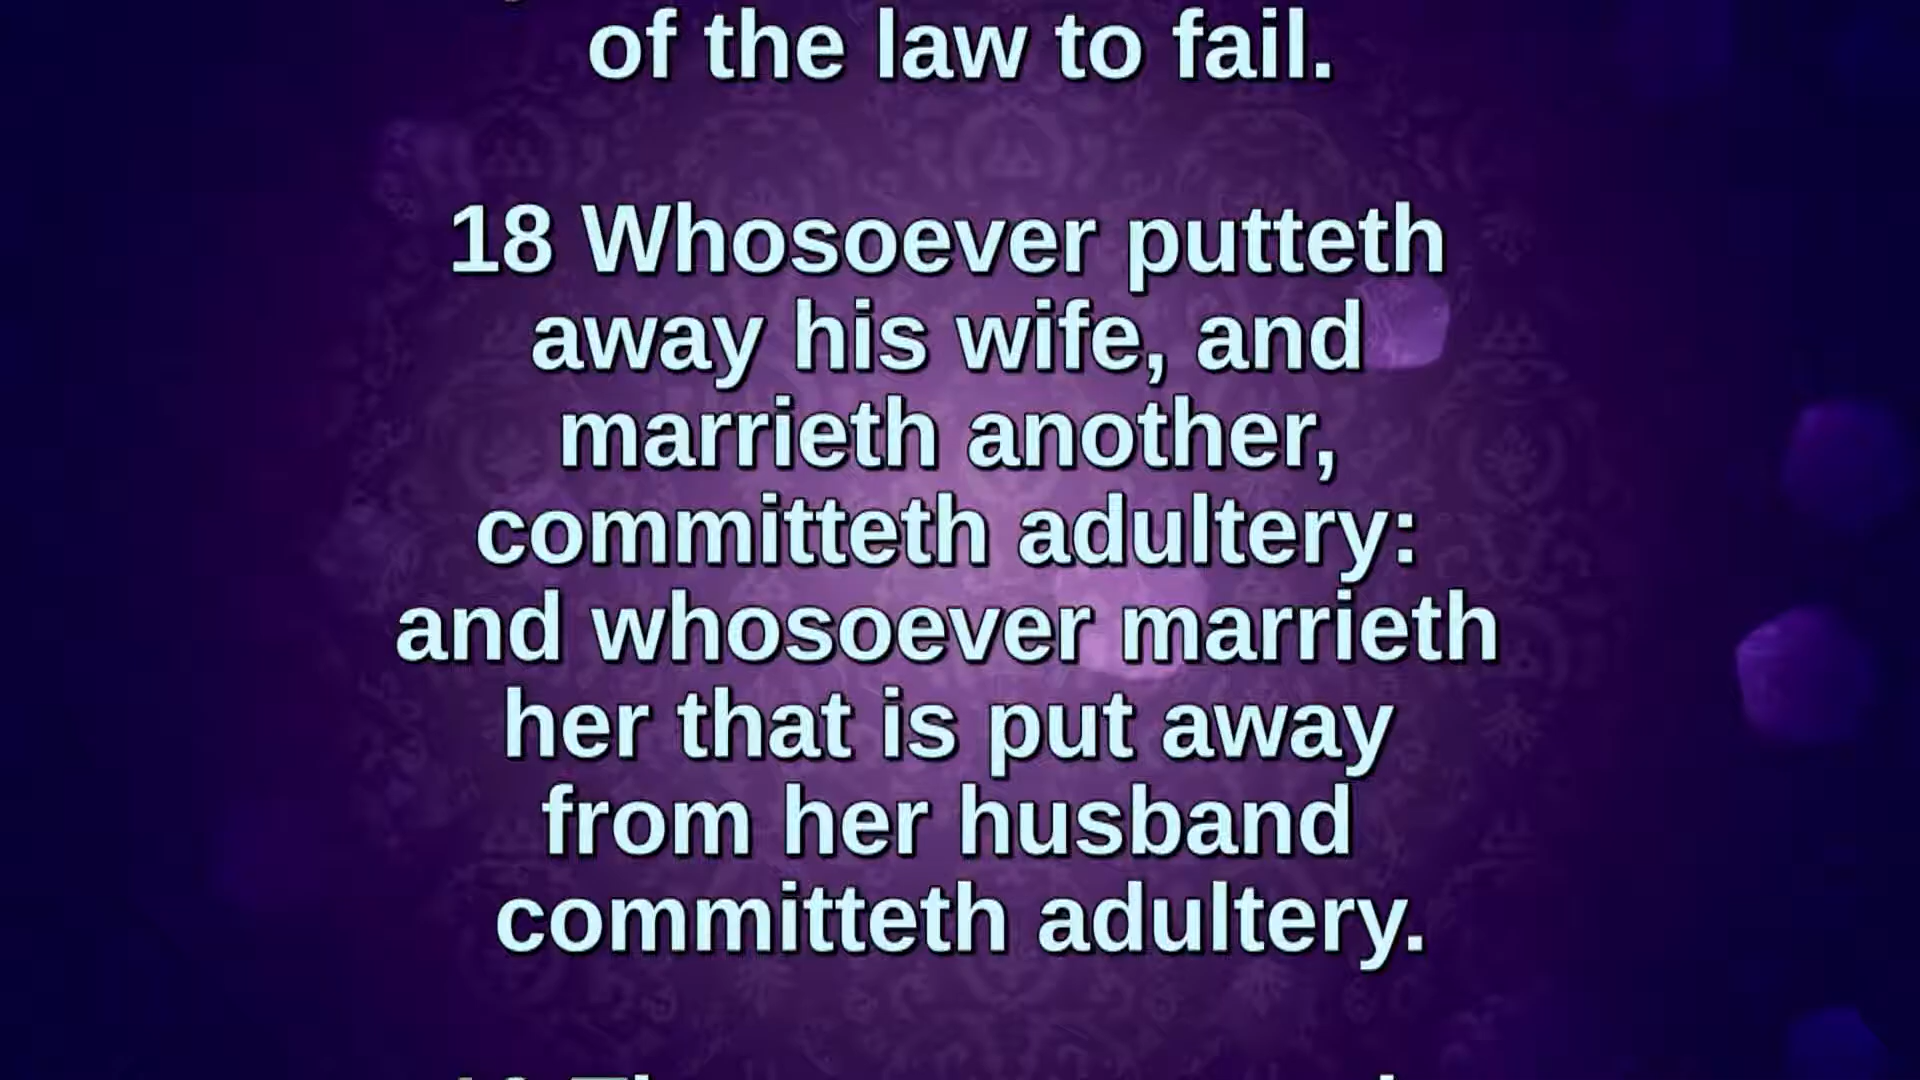 of the law to fail.
18 Whosoever putteth
away his wife, and
marrieth another,
committeth adultery:
and whosoever marrieth
her that is put away
from her husband
committeth adultery.